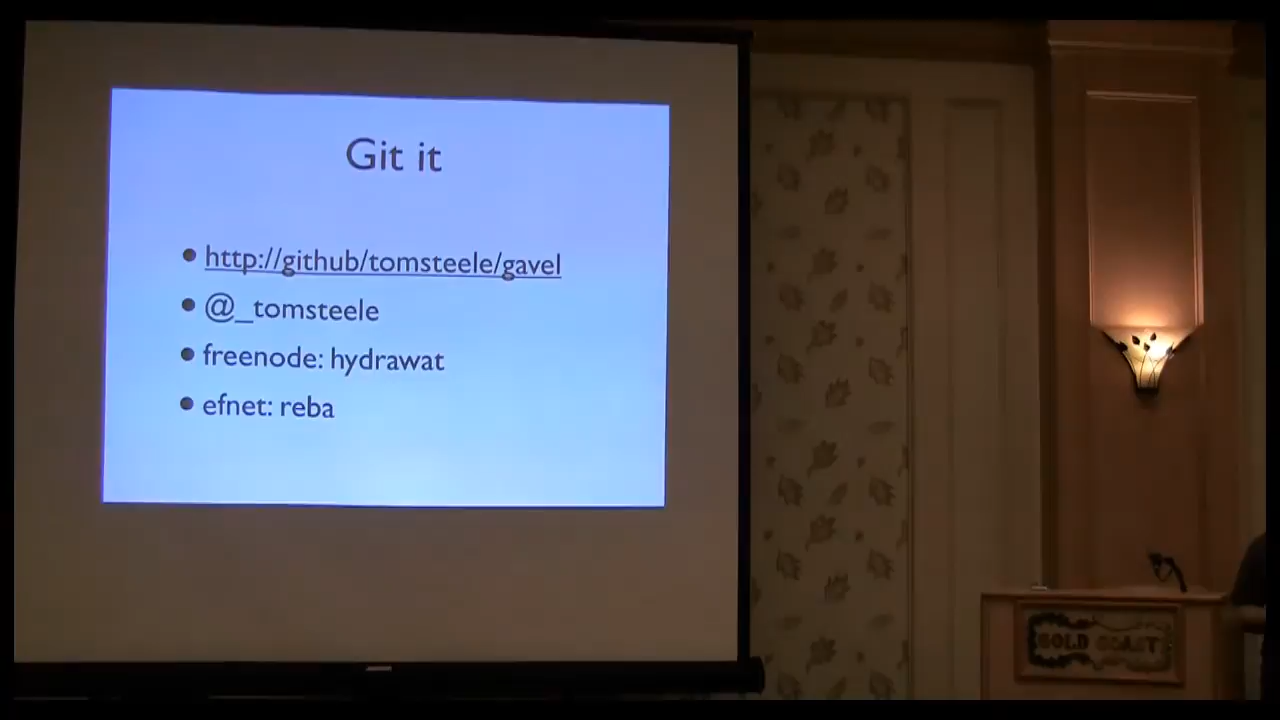 Git it
http://github/tomsteele/gavel
@_tomsteele
freenode: hydrawat
efnet: reba
GOLD COAST